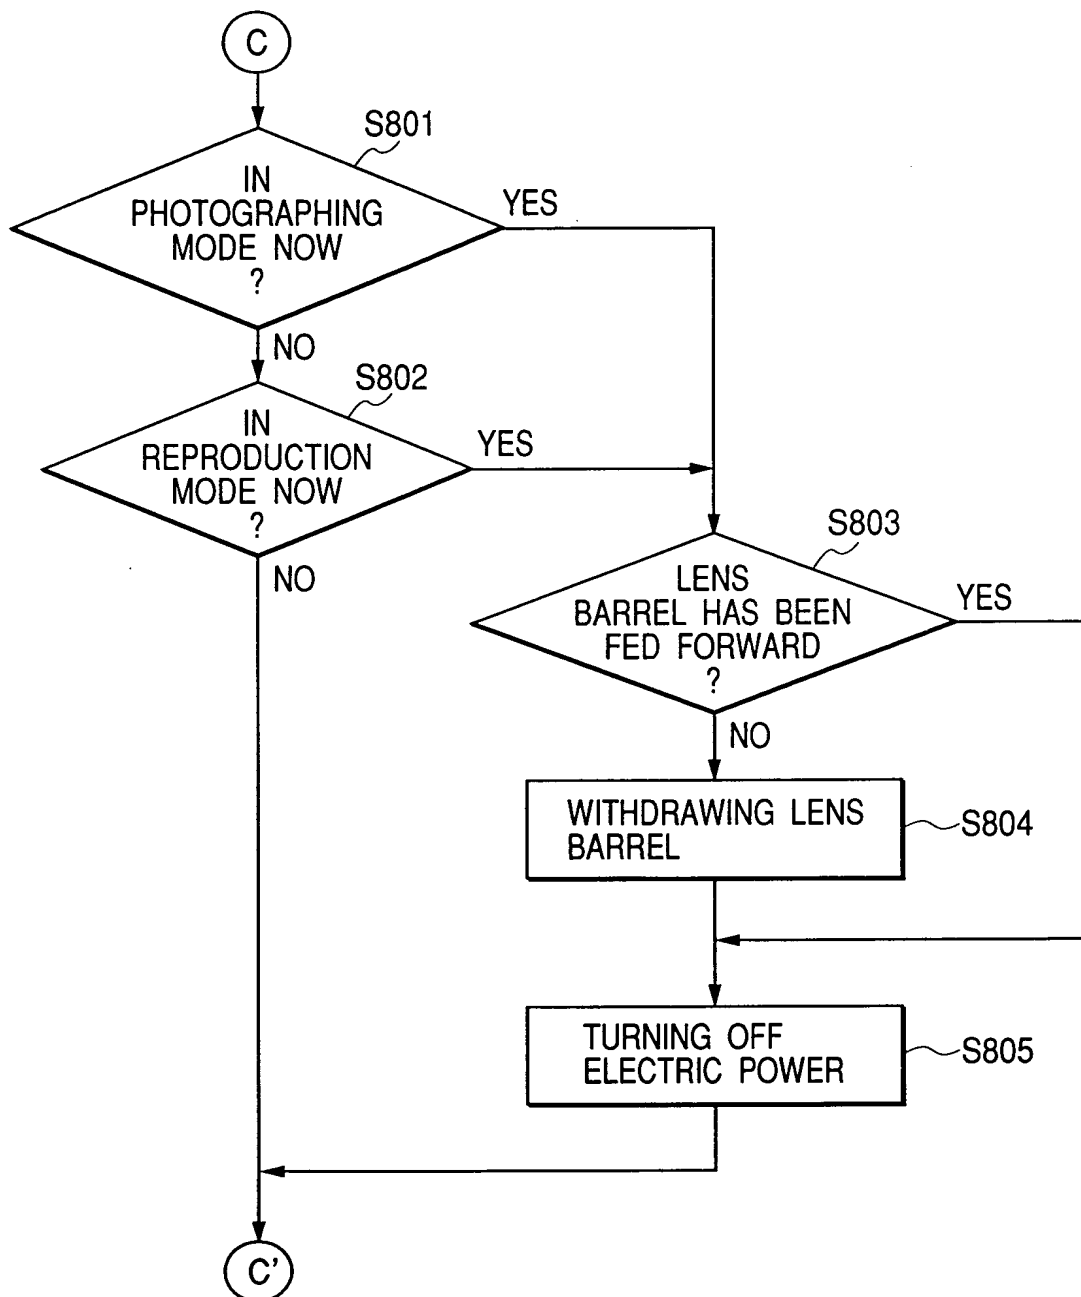 C
S801
IN
PHOTOGRAPHING
MODE NOW
?
YES
NO
S802
IN
REPRODUCTION
MODE NOW
?
YES
NO
S803
LENS
BARREL HAS BEEN
FED FORWARD
?
YES
NO
WITHDRAWING LENS
BARREL
S804
TURNING OFF
ELECTRIC POWER
S805
C'